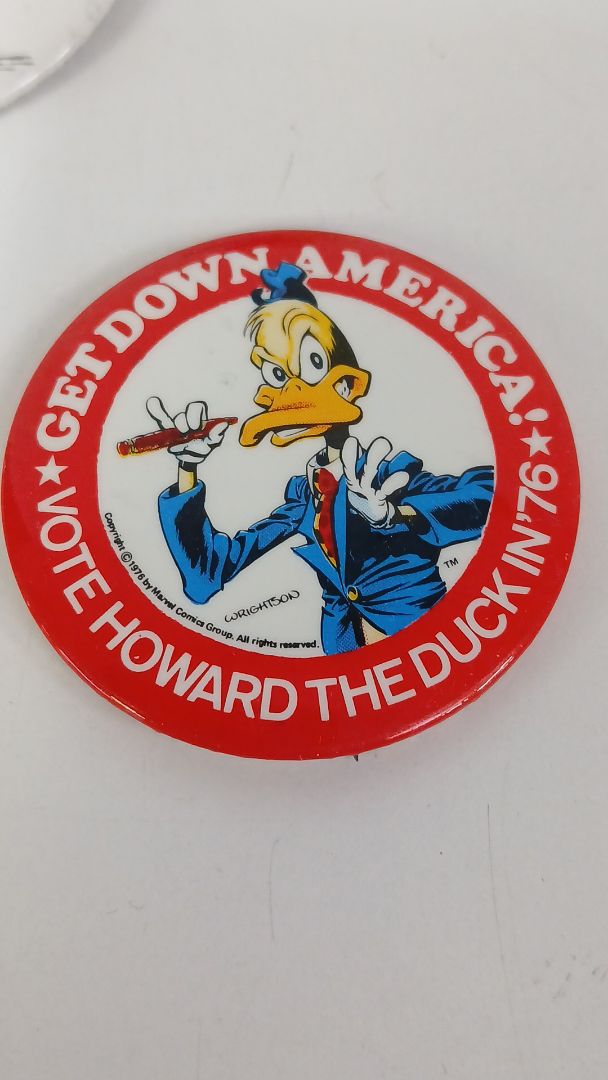 GET DOWN AMERICA!
VOTE HOWARD THE DUCK IN '76
Copyright ©1976 by Marvel Comics Group. All rights reserved.
WRIGHTSON
TM